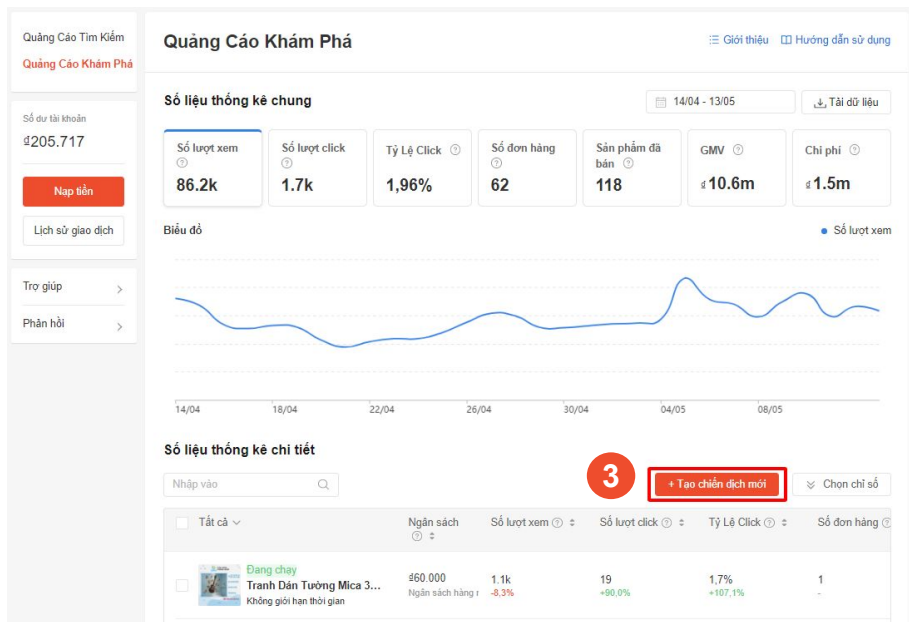 Quảng Cáo Tìm Kiếm
Quảng Cáo Khám Phá
Số dư tài khoản
₫205.717
Nạp tiền
Lịch sử giao dịch
Trợ giúp
Phản hồi
Quảng Cáo Khám Phá
Giới thiệu
Hướng dẫn sử dụng
Số liệu thống kê chung
14/04 - 13/05
Tải dữ liệu
Số lượt xem
86.2k
Số lượt click
1.7k
Tỷ Lệ Click
1,96%
Số đơn hàng
62
Sản phẩm đã
bán
118
GMV
₫10.6m
Chi phí
₫1.5m
Biểu đồ
Số lượt xem
14/04 18/04 22/04 26/04 30/04 04/05 08/05
Số liệu thống kê chi tiết
Nhập vào
3
+ Tạo chiến dịch mới
Chọn chỉ số
Tất cả
Ngân sách
Số lượt xem
Số lượt click
Tỷ Lệ Click
Số đơn hàng
Đang chạy
Tranh Dán Tường Mica 3...
Không giới hạn thời gian
₫60.000
Ngân sách hàng
1.1k
-8,3%
19
+90,0%
1,7%
+107,1%
1
-